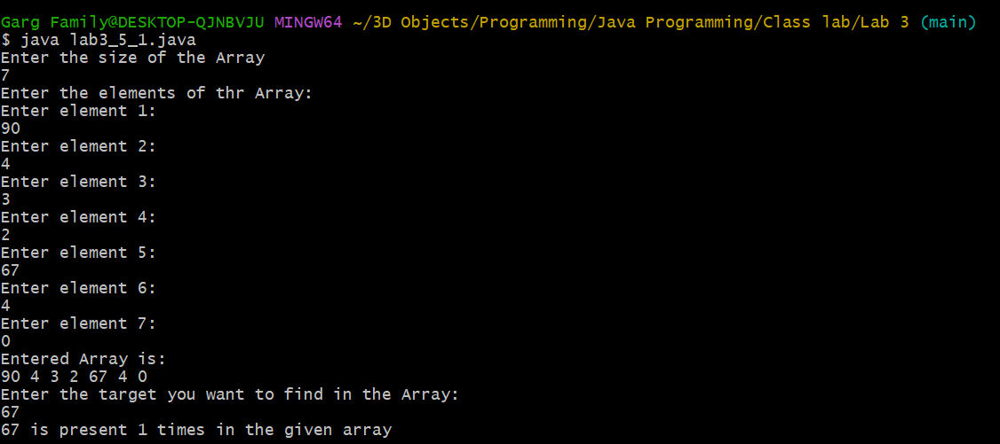 Garg Family@DESKTOP-QJNBVJU MINGW64 ~/3D Objects/Programming/Java Programming/Class lab/Lab 3 (main)
$ java lab3_5_1.java
Enter the size of the Array
7
Enter the elements of thr Array:
Enter element 1:
90
Enter element 2:
4
Enter element 3:
3
Enter element 4:
2
Enter element 5:
67
Enter element 6:
4
Enter element 7:
0
Entered Array is:
90 4 3 2 67 4 0
Enter the target you want to find in the Array:
67
67 is present 1 times in the given array